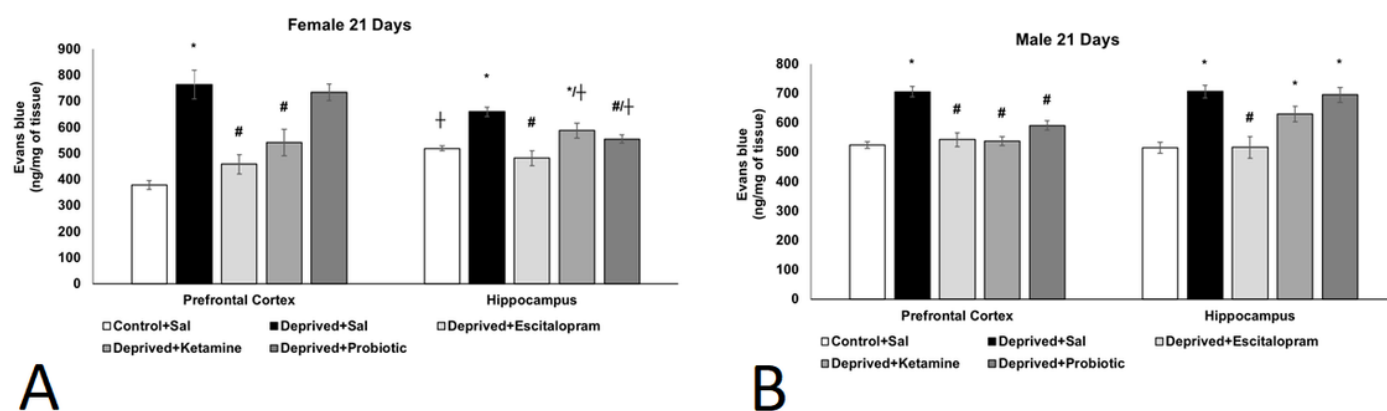 Female 21 Days
Evans blue
(ng/mg of tissue)
900
800
700
600
500
400
300
200
100
0
*
#
#
┼
*
#
*/┼
#/┼
Prefrontal Cortex Hippocampus
Control+Sal Deprived+Sal Deprived+Escitalopram
Deprived+Ketamine Deprived+Probiotic
A
Male 21 Days
Evans blue
(ng/mg of tissue)
800
700
600
500
400
300
200
100
0
*
#
#
#
*
#
*
*
Prefrontal Cortex Hippocampus
Control+Sal Deprived+Sal Deprived+Escitalopram
Deprived+Ketamine Deprived+Probiotic
B